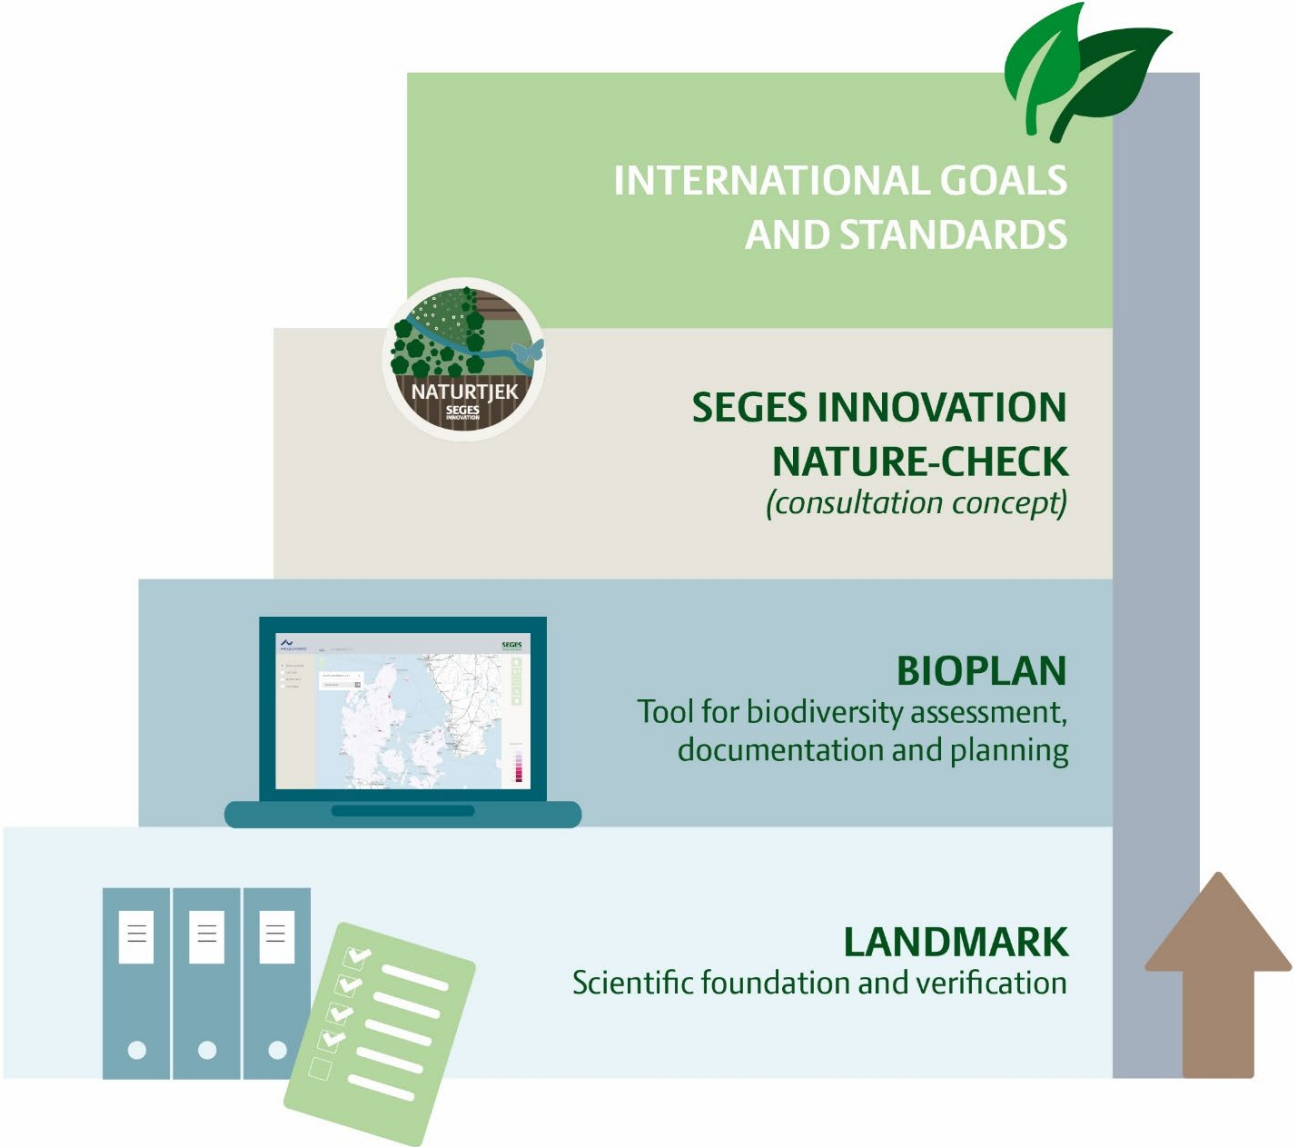 INTERNATIONAL GOALS
AND STANDARDS
NATURTJEK
SEGES
INNOVATION
SEGES INNOVATION
NATURE-CHECK
(consultation concept)
SEGES
BIOPLAN
Tool for biodiversity assessment,
documentation and planning
LANDMARK
Scientific foundation and verification